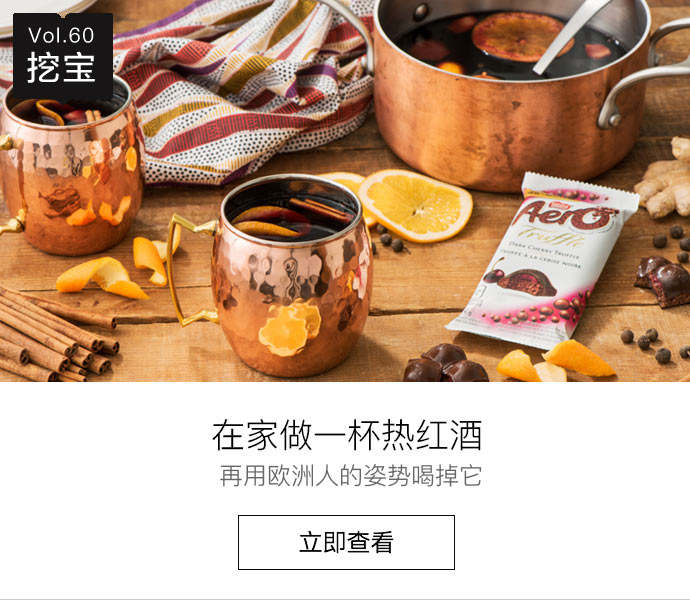 Vol.60
挖宝
Nestlé
AERO
truffle
DARK CHERRY TRUFFLE
TRUFFE À LA CERISE NOIRE
在家做一杯热红酒
再用欧洲人的姿势喝掉它
立即查看